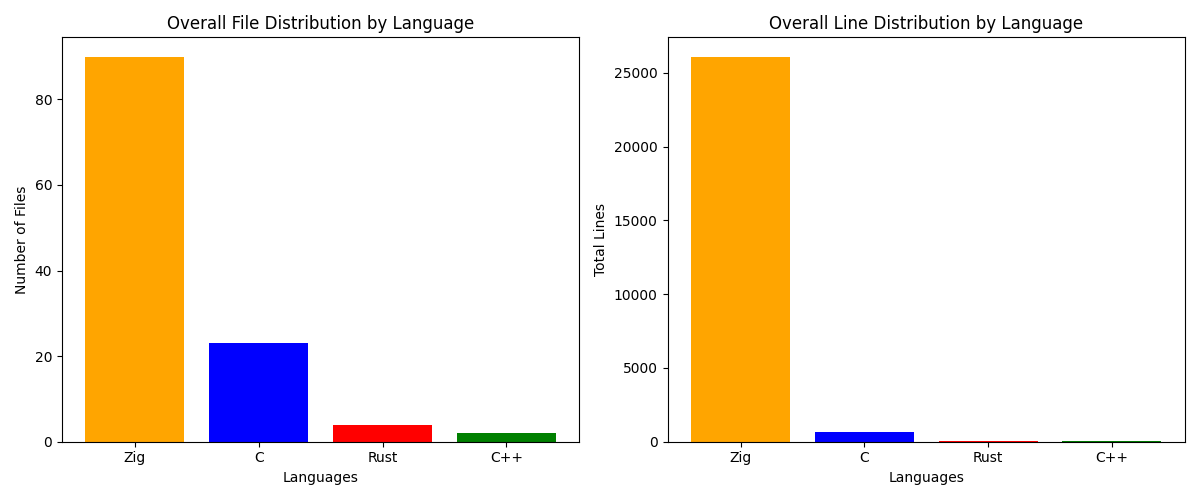 Overall File Distribution by Language
Number of Files
80
60
40
20
0
Zig
C
Rust
C++
Languages
Overall Line Distribution by Language
Total Lines
25000
20000
15000
10000
5000
0
Zig
C
Rust
C++
Languages